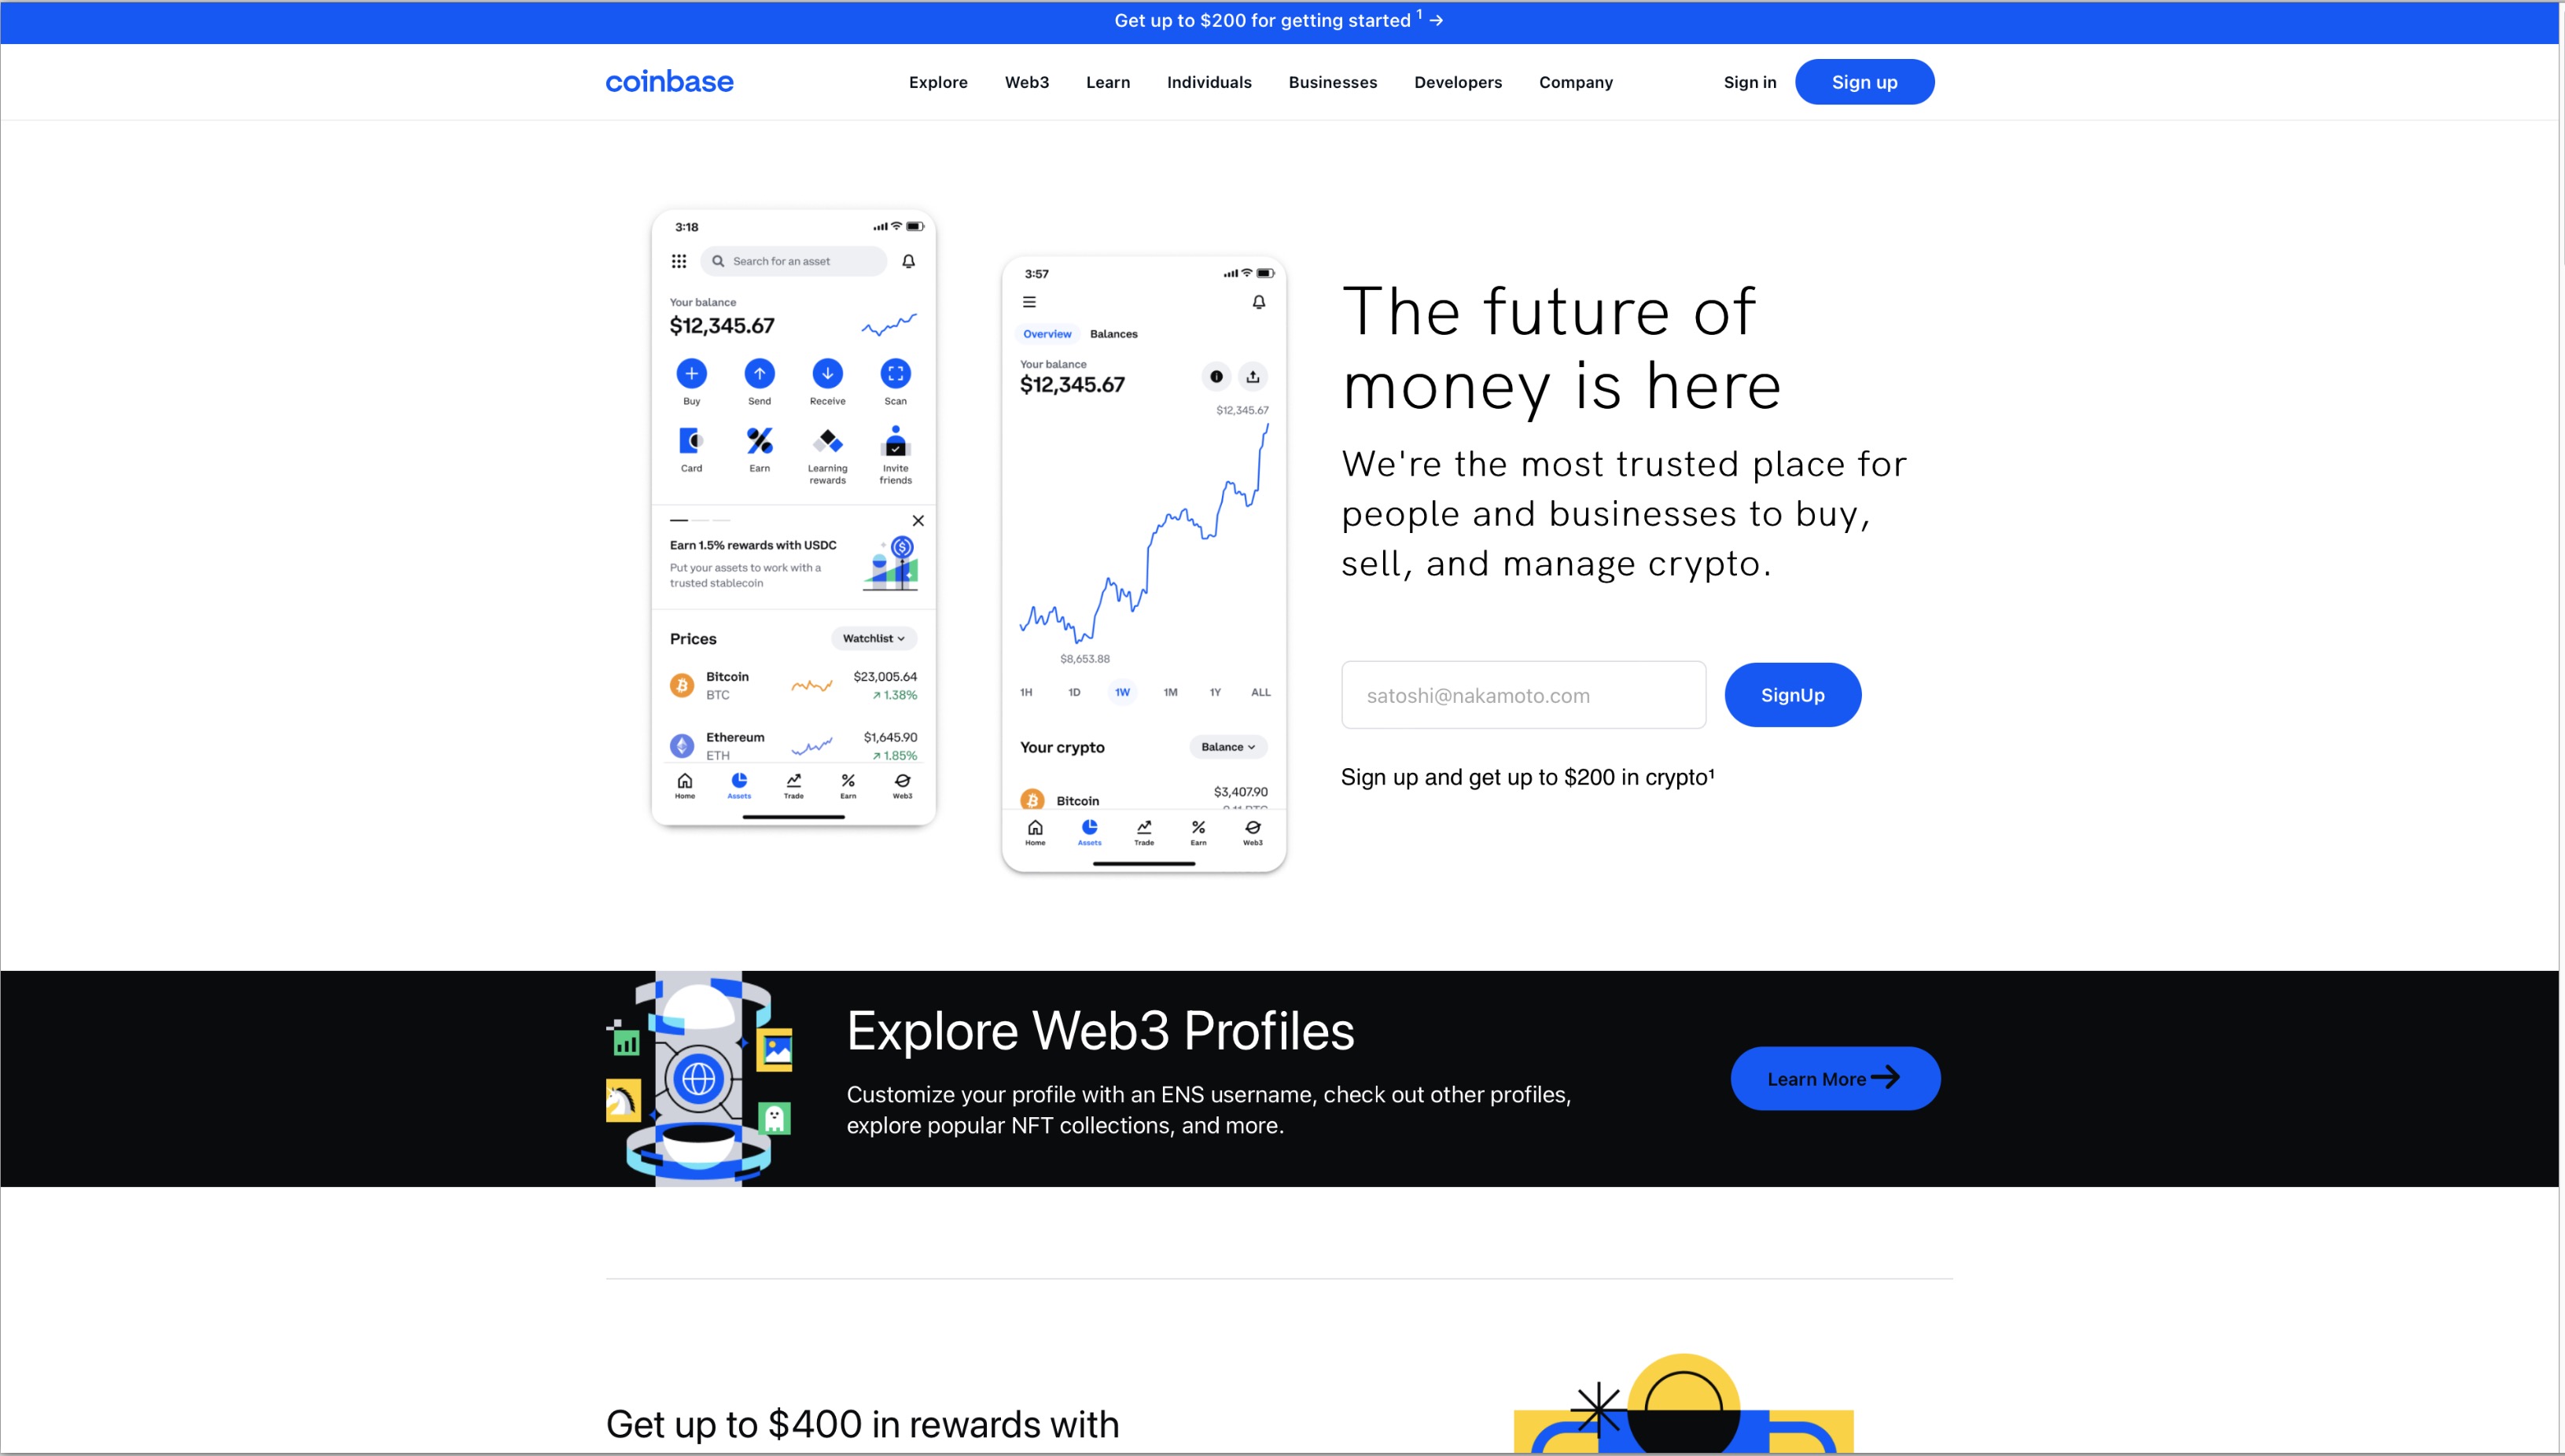 Get up to $200 for getting started ¹ →
coinbase
Explore Web3 Learn Individuals Businesses Developers Company
Sign in Sign up
3:18
Search for an asset
Your balance
$12,345.67
Buy Send Receive Scan
Card Earn Learning rewards Invite friends
Earn 1.5% rewards with USDC
Put your assets to work with a
trusted stablecoin
Prices Watchlist
Bitcoin $23,005.64
BTC ↗ 1.38%
Ethereum $1,645.90
ETH ↗ 1.85%
Home Assets Trade Earn Web3
3:57
Overview Balances
Your balance
$12,345.67
$12,345.67
$8,653.88
1H 1D 1W 1M 1Y ALL
Your crypto Balance
Bitcoin $3,407.90
Home Assets Trade Earn Web3
The future of
money is here
We're the most trusted place for
people and businesses to buy,
sell, and manage crypto.
satoshi@nakamoto.com SignUp
Sign up and get up to $200 in crypto¹
Explore Web3 Profiles
Customize your profile with an ENS username, check out other profiles,
explore popular NFT collections, and more.
Learn More →
Get up to $400 in rewards with